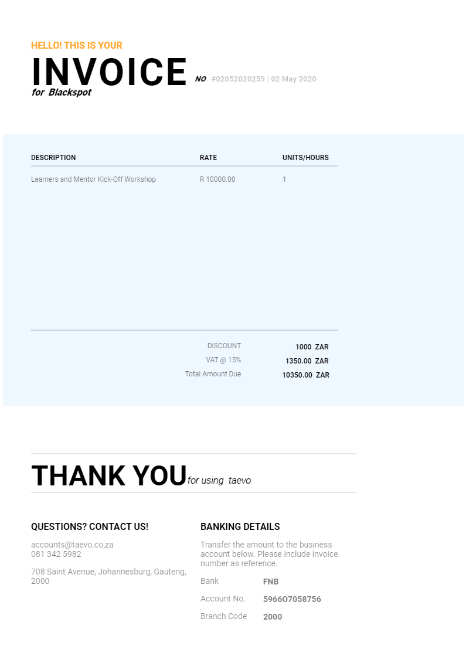 HELLO! THIS IS YOUR
INVOICE NO #02052020259 | 02 May 2020
for Blackspot
DESCRIPTION RATE UNITS/HOURS
Learners and Mentor Kick-Off Workshop R 10000.00 1
DISCOUNT 1000 ZAR
VAT @ 15% 1350.00 ZAR
Total Amount Due 10350.00 ZAR
THANK YOU for using taevo
QUESTIONS? CONTACT US!
accounts@taevo.co,za
081 342 5982
708 Saint Avenue, Johannesburg, Gauteng,
2000
BANKING DETAILS
Transfer the amount to the business
account below. Please include invoice
number as reference.
Bank FNB
Account No. 596607058756
Branch Code 2000